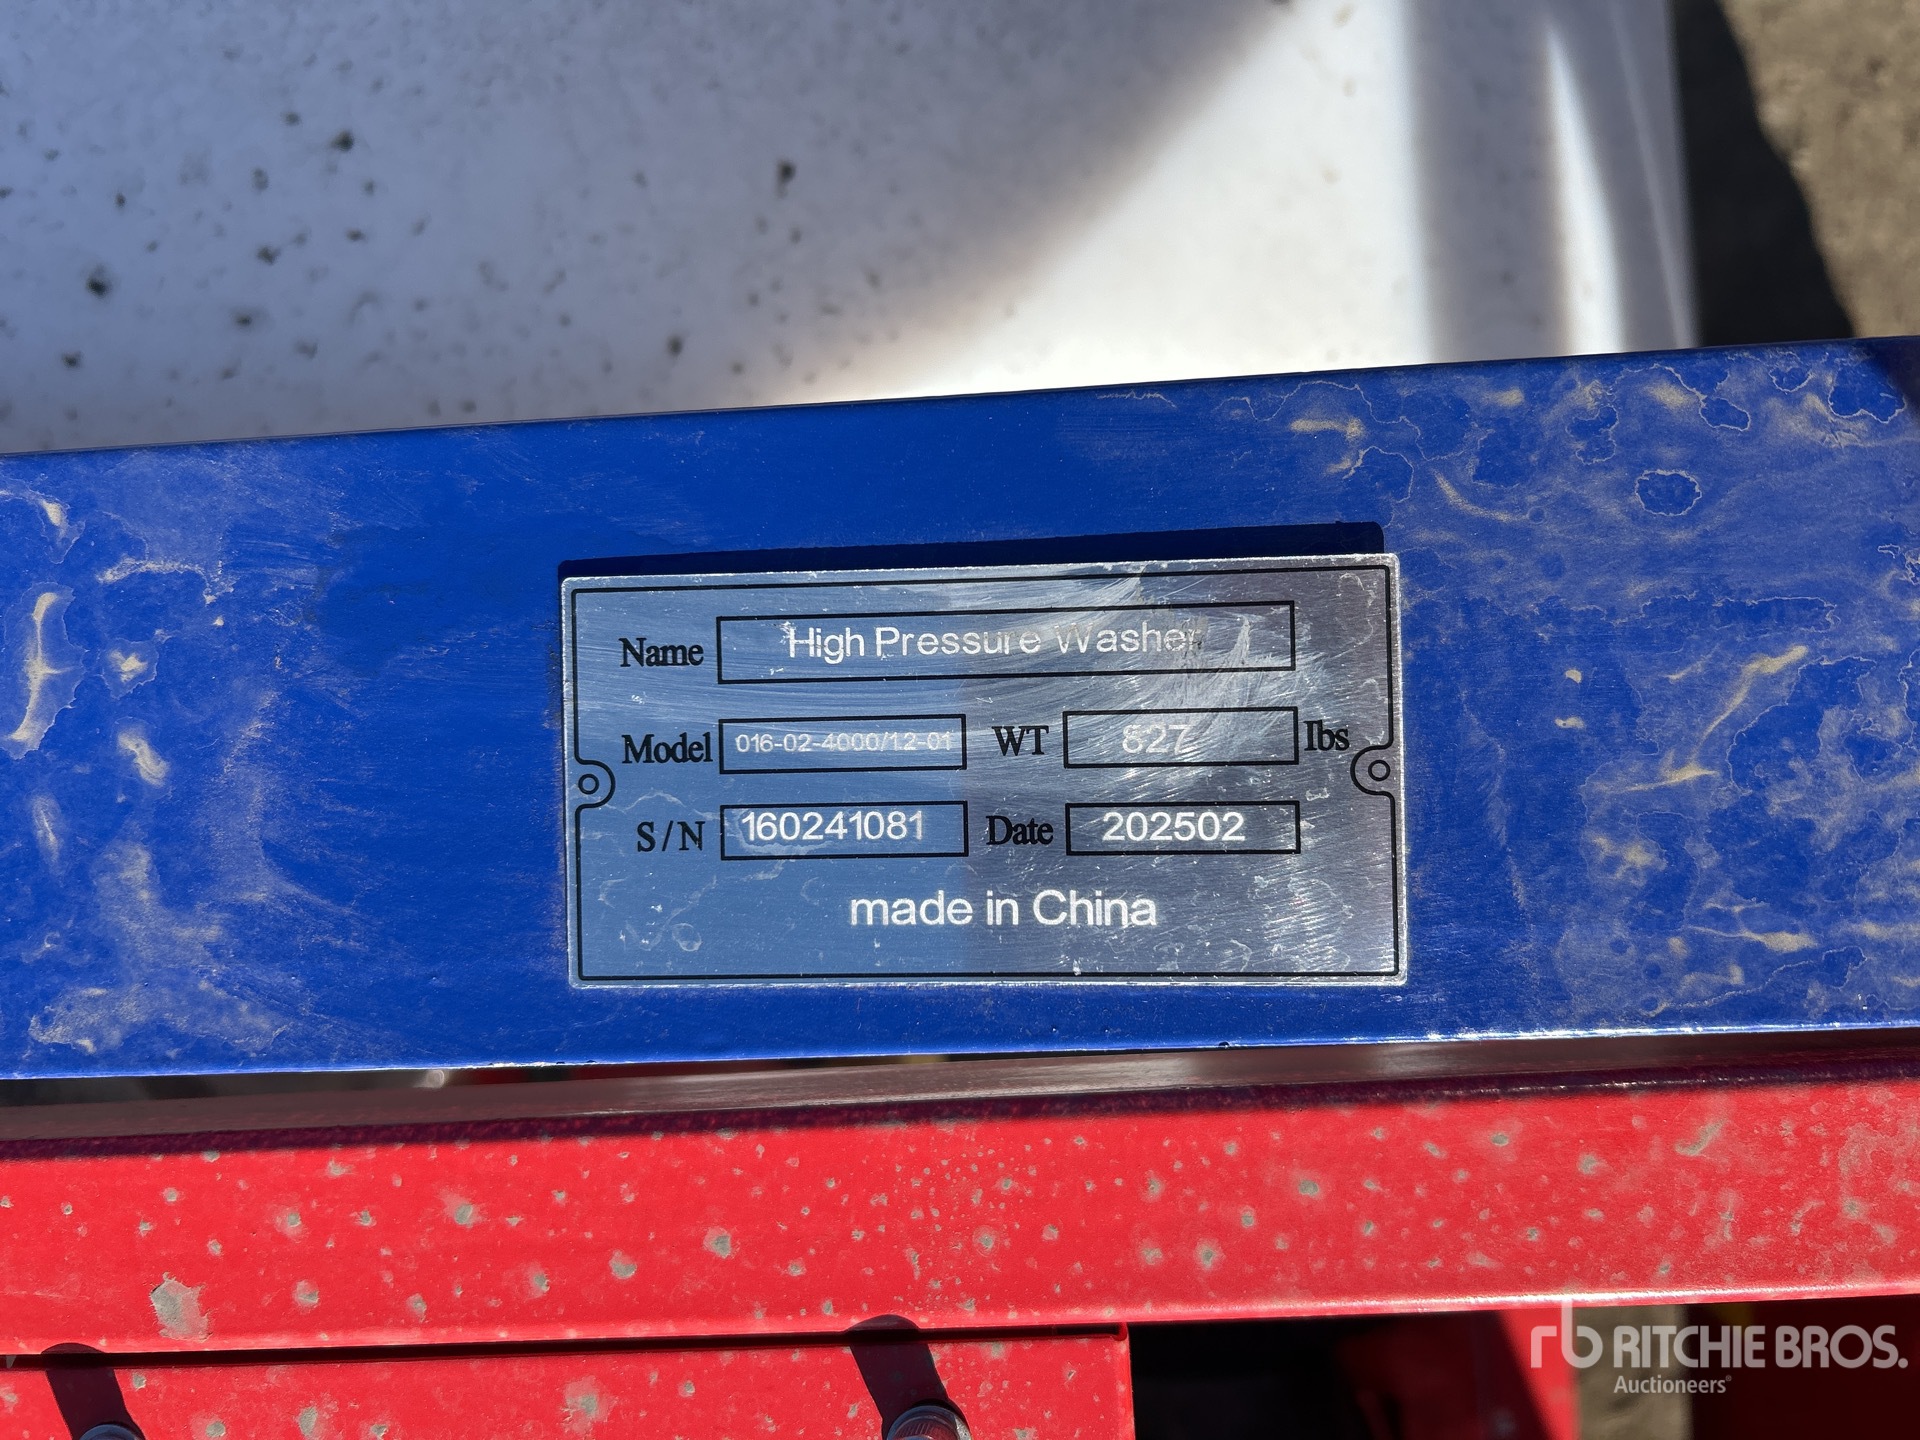 Name High Pressure Washer
Model 016-02-4000/12-01 WT 827 lbs
S/N 160241081 Date 202502
made in China
rb RITCHIE BROS.
Auctioneers®